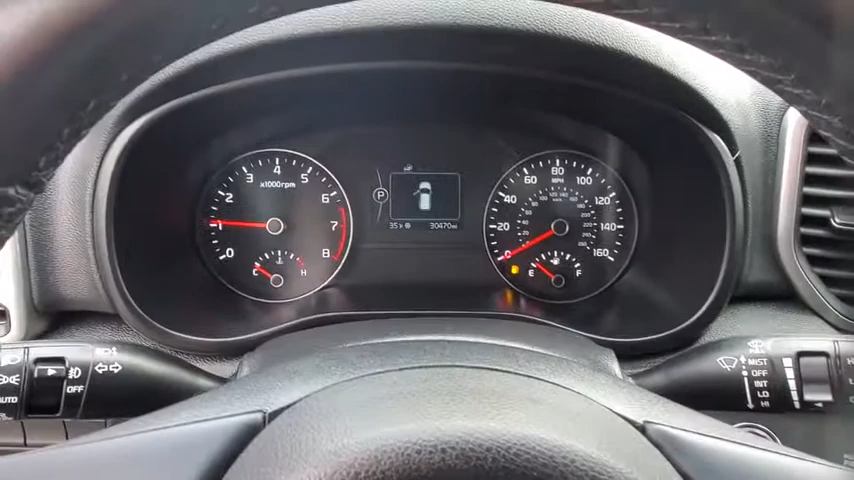 0 1 2 3 4 5 6 7 8
x1000rpm
C H
P
35°F
30470mi
0 20 40 60 80 100 120 140 160
MPH
km/h
E F
OFF
MIST
OFF
INT
LO
HI